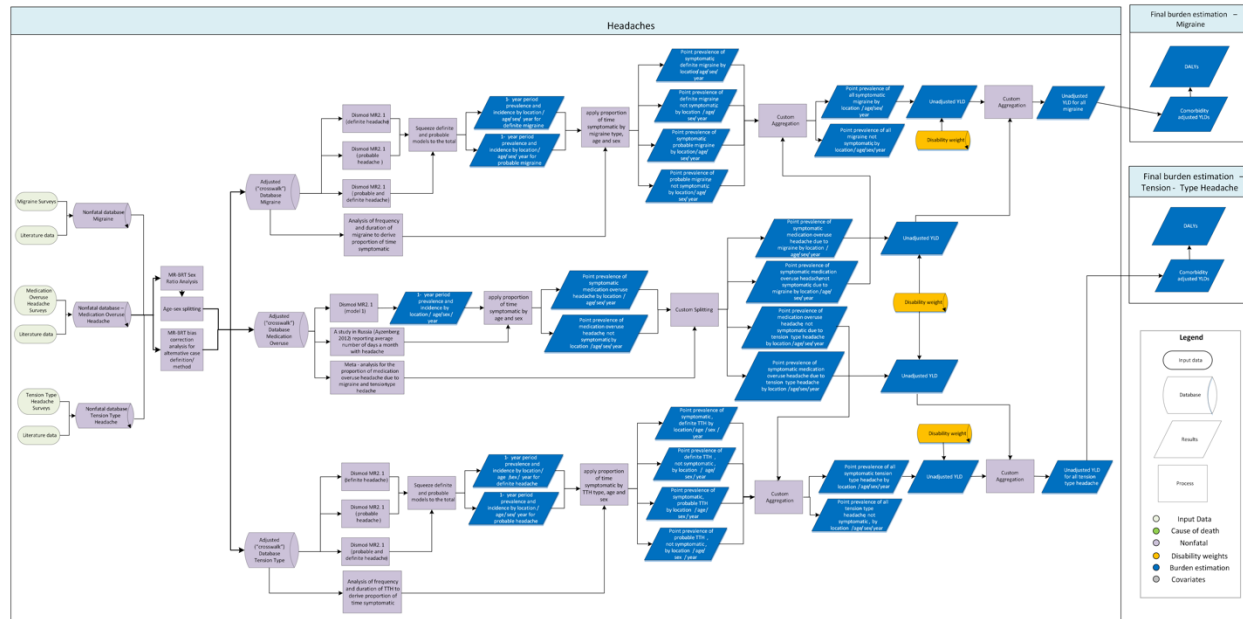 Headaches
Final burden estimation –
Migraine
DALYs
Comorbidity
adjusted YLDs
Final burden estimation –
Tension - Type Headache
DALYs
Comorbidity
adjusted YLDs
Legend
Input data
Database
Results
Process
Input Data
Cause of death
Nonfatal
Disability weights
Burden estimation
Covariates
Migraine Surveys
Literature data
Nonfatal database
Migraine
Medication
Overuse
Headache
Surveys
Literature data
Nonfatal database –
Medication Overuse
Headache
Tension Type
Headache
Surveys
Literature data
Nonfatal database
Tension Type
Headache
MR-BRT Sex
Ratio Analysis
Age-sex splitting
MR-BRT bias
correction analysis for
alternative case
definition/
method
Adjusted
("crosswalk")
Database
Migraine
Dismod MR2. 1
(definite headache)
Dismod MR2. 1
(probable headache )
Dismod MR2. 1
(probable and definite headache)
Analysis of frequency
and duration of
migraine to derive
proportion of time
symptomatic
Squeeze definite
and probable
models to the total
1- year period
prevalence and
incidence by location/
age/sex/ year for
definite migraine
1- year period
prevalence and
incidence by location/
age/ sex/ year for
probable migraine
apply proportion
of time
symptomatic by
migraine type,
age and sex
Point prevalence of
symptomatic
definite migraine by
location/age/sex/
year
Point prevalence of
definite migraine
not symptomatic
by location/age/
sex/ year
Point prevalence of
symptomatic
probable migraine
by location /age/
sex/year
Point prevalence of
probable migraine
not symptomatic
by location /age/
sex/year
Custom
Aggregation
Point prevalence of
all symptomatic
migraine by location
/ age/sex/year
Point prevalence of all
migraine not
symptomatic by
location /age/sex/year
Unadjusted YLD
Disability weight
Custom
Aggregation
Unadjusted YLD
for all migraine
Adjusted
("crosswalk")
Database
Medication
Overuse
Dismod MR2. 1
(model 1)
1- year period
prevalence and
incidence by
location /
age/sex/year
A study in Russia (Ayzenberg
2012) reporting average
number of days a month
with headache
Meta - analysis for the
proportion of medication
overuse headache due to
migraine and tension-type
headache
apply proportion
of time
symptomatic by
age and sex
Point prevalence of
symptomatic
medication overuse
headache by location /
age/sex/year
Point prevalence of
medication-overuse
headache, not
symptomatic by location /
age/sex/year
Custom Splitting
Point prevalence of
symptomatic
medication overuse
headache due to
migraine by location /
age/sex/year
Point prevalence of
symptomatic medication
overuse headache not
symptomatic due to
migraine by location /
age/sex/year
Point prevalence of
medication overuse
headache, not
symptomatic due to
tension type headache by
location /age/sex/year
Point prevalence of
symptomatic medication
overuse headache due to
tension type headache by
location /age/sex/year
Unadjusted YLD
Disability weight
Unadjusted YLD
Adjusted
("crosswalk")
Database
Tension Type
Dismod MR2. 1
(definite headache)
Dismod MR2. 1
(probable headache)
Dismod MR2. 1
(probable and definite
headache)
Analysis of frequency
and duration of TTH to
derive proportion of
time symptomatic
Squeeze definite
and probable
models to the total
1- year period
prevalence and
incidence by location/
age /sex/ year for
definite headache
1- year period
prevalence and
incidence by location /
age/ sex/ year for
probable headache
apply proportion
of time
symptomatic by
TTH type, age and
sex
Point prevalence of
symptomatic ,
definite TTH by
location/ age / sex /
year
Point prevalence of
definite TTH ,
not symptomatic
by location / age/
sex / year
Point prevalence of
symptomatic,
probable TTH by
location /age/
sex/year
Point prevalence of
probable TTH ,
not symptomatic ,
by location / age/
sex / year
Custom
Aggregation
Point prevalence of all
symptomatic tension
type headache by
location / age/sex/year
Point prevalence of all
tension type
headache, not
symptomatic , by
location /age/sex/year
Disability weight
Unadjusted YLD
Custom
Aggregation
Unadjusted YLD
for all tension
type headache